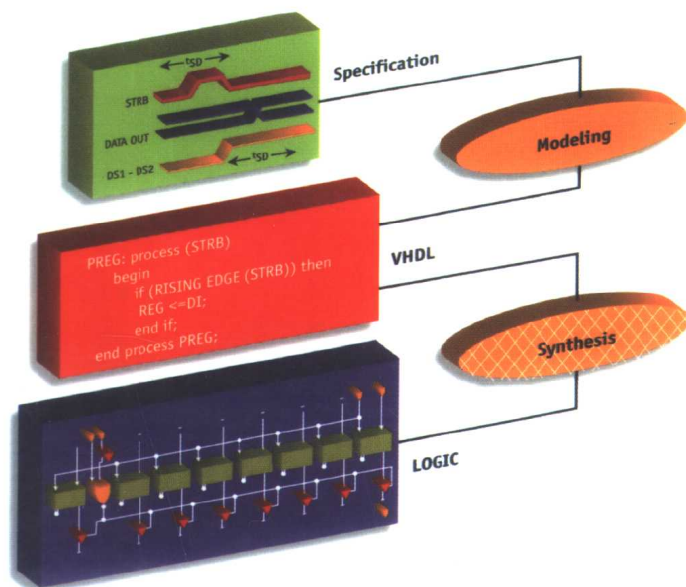 tSD
STRB
DATA OUT
DS1 - DS2
tSD
Specification
Modeling
PREG: process (STRB)
begin
if (RISING EDGE (STRB)) then
REG <=DI;
end if;
end process PREG;
VHDL
Synthesis
LOGIC